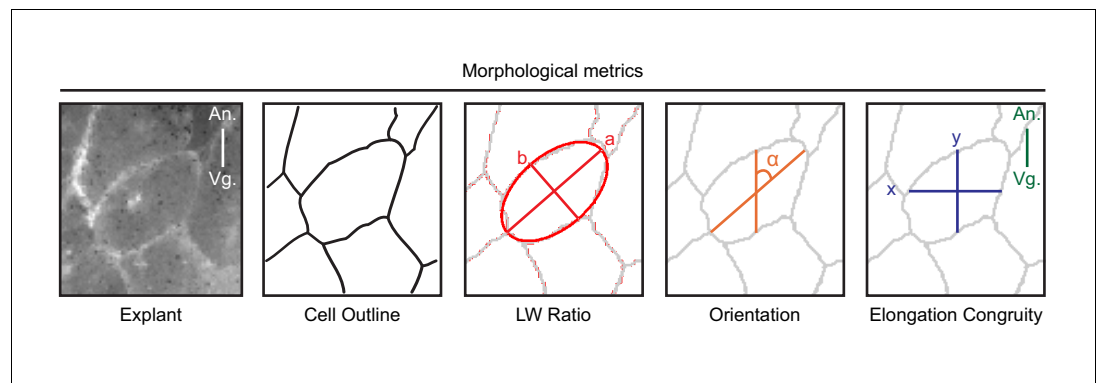 Morphological metrics
An.
Vg.
b
a
α
y
x
An.
Vg.
Explant
Cell Outline
LW Ratio
Orientation
Elongation Congruity